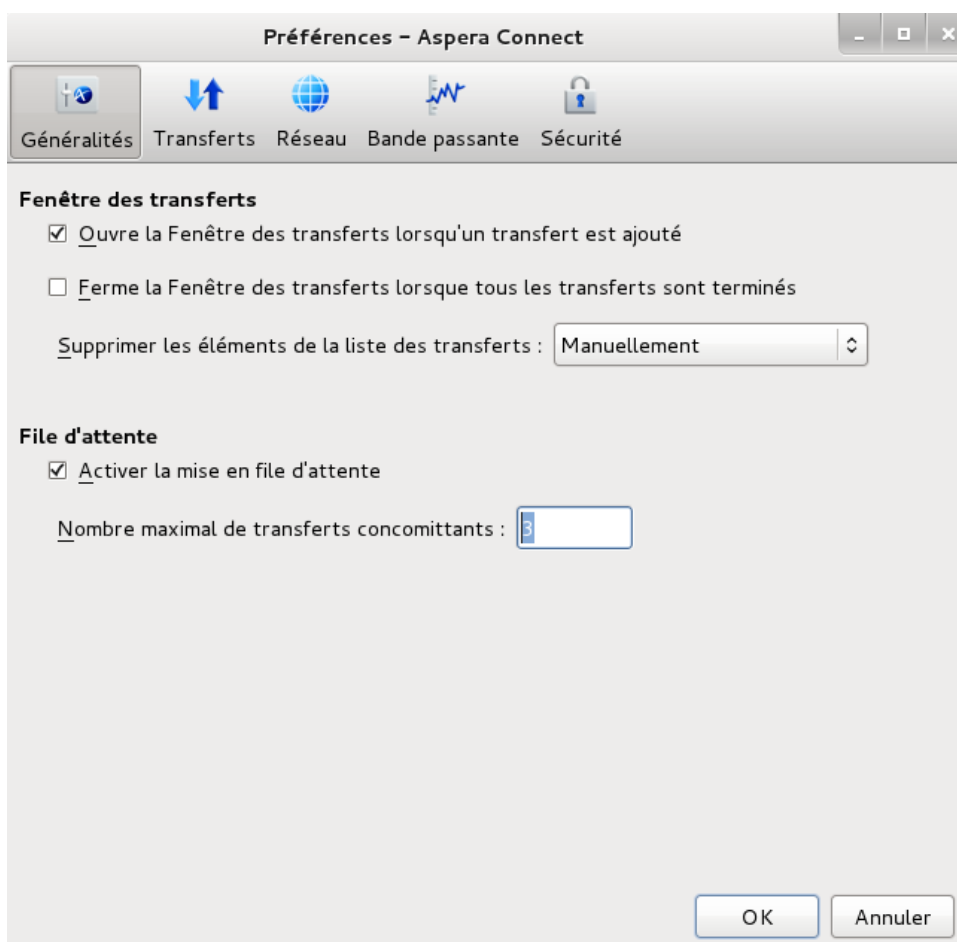 Préférences – Aspera Connect
Généralités Transferts Réseau Bande passante Sécurité
Fenêtre des transferts
Ouvre la Fenêtre des transferts lorsqu'un transfert est ajouté
Ferme la Fenêtre des transferts lorsque tous les transferts sont terminés
Supprimer les éléments de la liste des transferts : Manuellement
File d'attente
Activer la mise en file d'attente
Nombre maximal de transferts concomittants : 3
OK Annuler